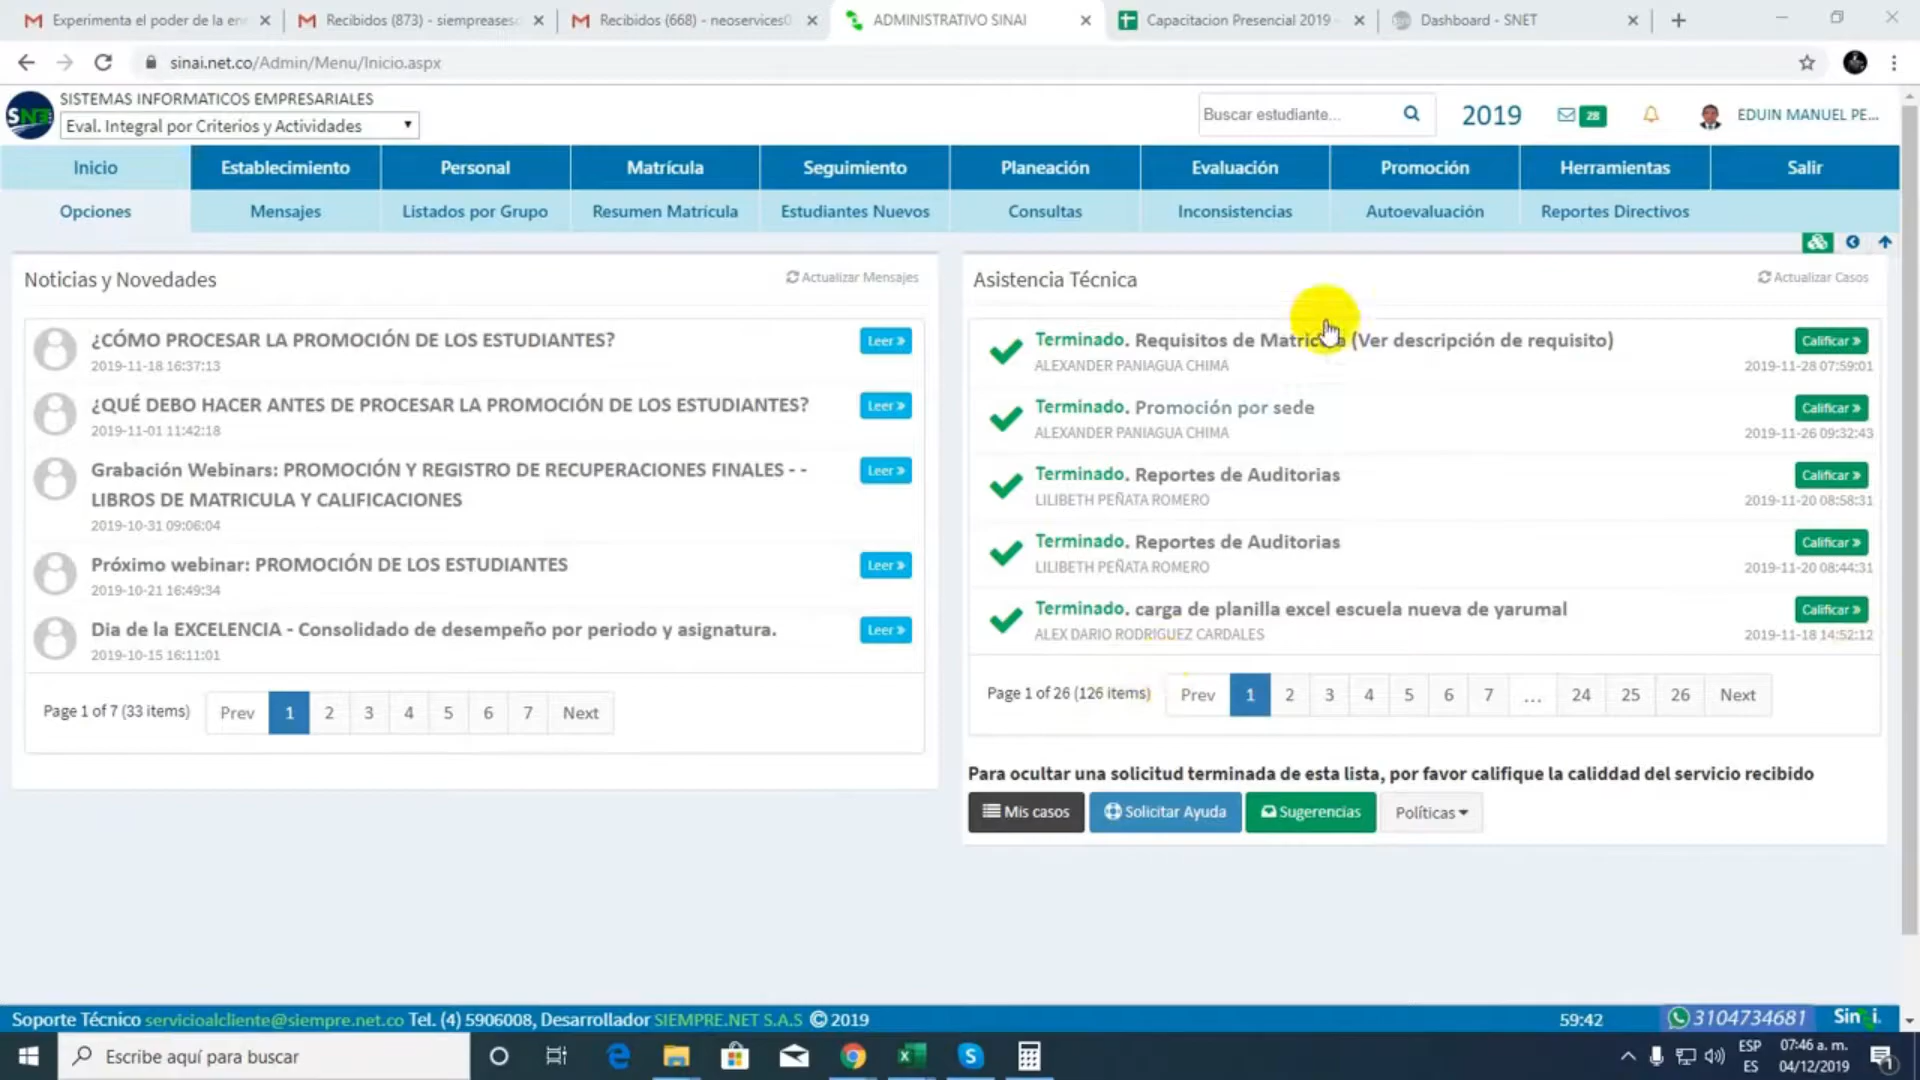 Experimenta el poder de la en
Recibidos (873) - siempreases
Recibidos (668) - neoservices0
ADMINISTRATIVO SINAI
Capacitacion Presencial 2019
Dashboard - SNET
sinai.net.co/Admin/Menu/Inicio.aspx
SISTEMAS INFORMATICOS EMPRESARIALES
Eval. Integral por Criterios y Actividades
Buscar estudiante...
2019
28
EDUIN MANUEL PE...
Inicio
Establecimiento
Personal
Matrícula
Seguimiento
Planeación
Evaluación
Promoción
Herramientas
Salir
Opciones
Mensajes
Listados por Grupo
Resumen Matrícula
Estudiantes Nuevos
Consultas
Inconsistencias
Autoevaluación
Reportes Directivos
Noticias y Novedades
Actualizar Mensajes
¿CÓMO PROCESAR LA PROMOCIÓN DE LOS ESTUDIANTES?
Leer »
2019-11-18 16:37:13
¿QUÉ DEBO HACER ANTES DE PROCESAR LA PROMOCIÓN DE LOS ESTUDIANTES?
Leer »
2019-11-01 11:42:18
Grabación Webinars: PROMOCIÓN Y REGISTRO DE RECUPERACIONES FINALES - -
LIBROS DE MATRICULA Y CALIFICACIONES
Leer »
2019-10-31 09:06:04
Próximo webinar: PROMOCIÓN DE LOS ESTUDIANTES
Leer »
2019-10-21 16:49:34
Dia de la EXCELENCIA - Consolidado de desempeño por periodo y asignatura.
Leer »
2019-10-15 16:11:01
Page 1 of 7 (33 items)
Prev 1 2 3 4 5 6 7 Next
Asistencia Técnica
Actualizar Casos
Terminado. Requisitos de Matricula (Ver descripción de requisito)
Calificar »
ALEXANDER PANIAGUA CHIMA
2019-11-28 07:59:01
Terminado. Promoción por sede
Calificar »
ALEXANDER PANIAGUA CHIMA
2019-11-26 09:32:43
Terminado. Reportes de Auditorias
Calificar »
LILIBETH PEÑATA ROMERO
2019-11-20 08:58:31
Terminado. Reportes de Auditorias
Calificar »
LILIBETH PEÑATA ROMERO
2019-11-20 08:44:31
Terminado. carga de planilla excel escuela nueva de yarumal
Calificar »
ALEX DARIO RODRIGUEZ CARDALES
2019-11-18 14:52:12
Page 1 of 26 (126 items)
Prev 1 2 3 4 5 6 7 ... 24 25 26 Next
Para ocultar una solicitud terminada de esta lista, por favor califique la caliddad del servicio recibido
Mis casos
Solicitar Ayuda
Sugerencias
Políticas
Soporte Técnico servicioalcliente@siempre.net.co Tel. (4) 5906008, Desarrollador SIEMPRE.NET S.A.S © 2019
59:42
3104734681
Escribe aquí para buscar
ESP
ES
07:46 a. m.
04/12/2019
1